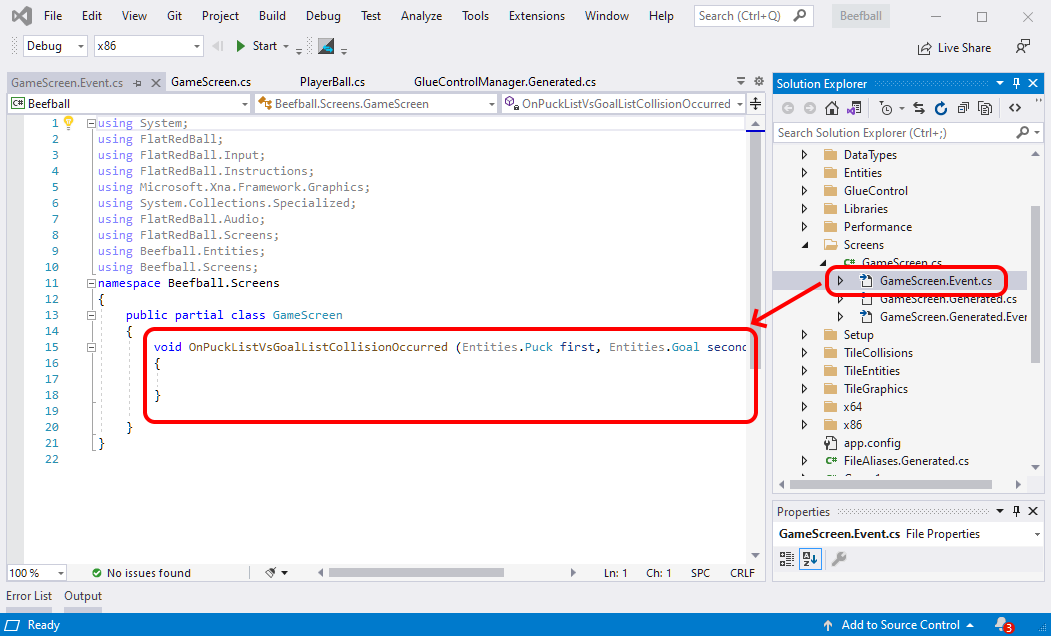 File Edit View Git Project Build Debug Test Analyze Tools Extensions Window Help Search (Ctrl+Q) Beefball
Debug x86 Start Live Share
GameScreen.Event.cs GameScreen.cs PlayerBall.cs GlueControlManager.Generated.cs
C# Beefball Beefball.Screens.GameScreen OnPuckListVsGoalListCollisionOccurred
1 using System;
2 using FlatRedBall;
3 using FlatRedBall.Input;
4 using FlatRedBall.Instructions;
5 using Microsoft.Xna.Framework.Graphics;
6 using System.Collections.Specialized;
7 using FlatRedBall.Audio;
8 using FlatRedBall.Screens;
9 using Beefball.Entities;
10 using Beefball.Screens;
11 namespace Beefball.Screens
12 {
13 public partial class GameScreen
14 {
15 void OnPuckListVsGoalListCollisionOccurred (Entities.Puck first, Entities.Goal second
16 {
17
18 }
19
20 }
21 }
22
100 % No issues found Ln: 1 Ch: 1 SPC CRLF
Solution Explorer
Search Solution Explorer (Ctrl+;)
DataTypes
Entities
GlueControl
Libraries
Performance
Screens
C# GameScreen.cs
GameScreen.Event.cs
GameScreen.Generated.cs
GameScreen.Generated.Ever
Setup
TileCollisions
TileEntities
TileGraphics
x64
x86
app.config
C# FileAliases.Generated.cs
Properties
GameScreen.Event.cs File Properties
Error List Output
Ready Add to Source Control 3